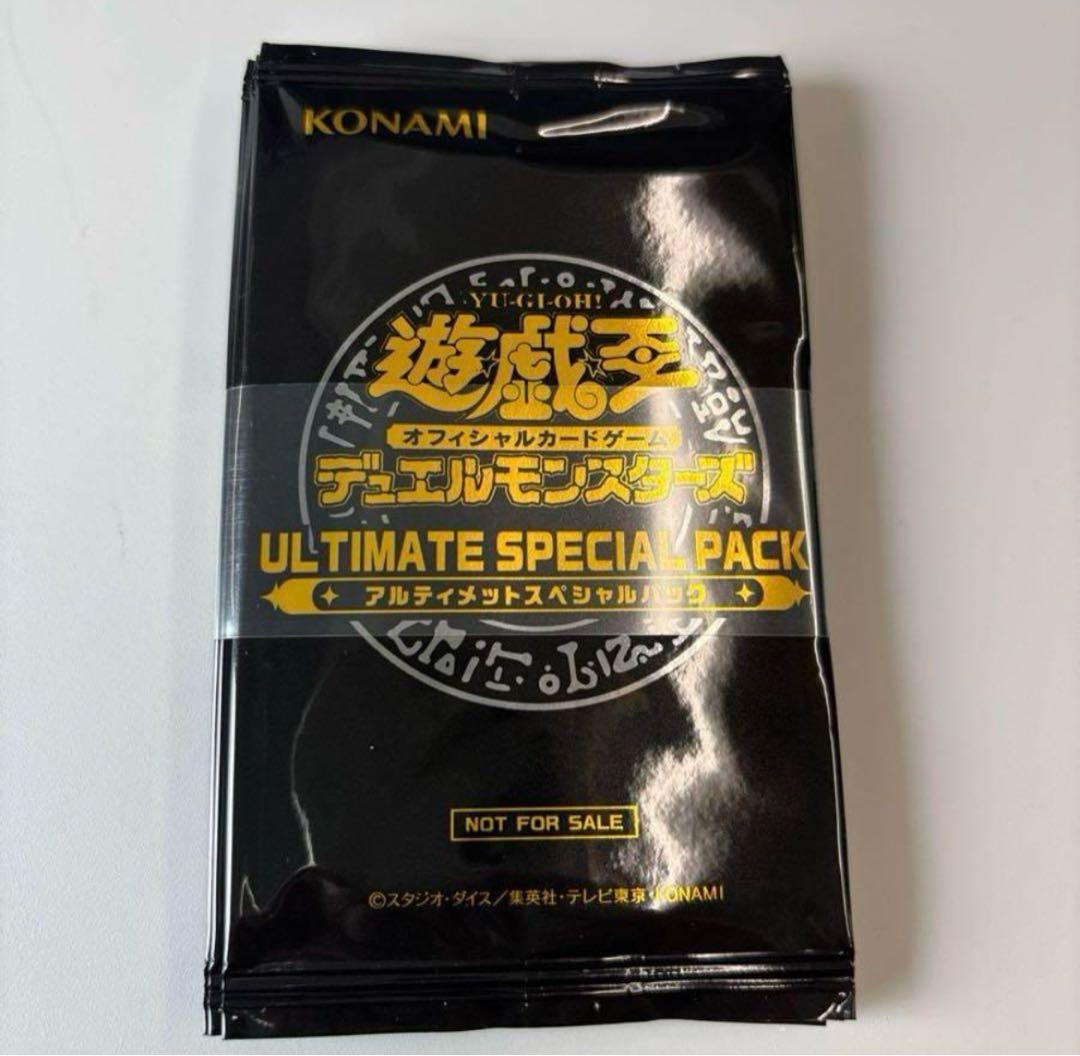 KONAMI
YU-GI-OH!
遊☆戯☆王
オフィシャルカードゲーム
デュエルモンスターズ
ULTIMATE SPECIAL PACK
アルティメットスペシャルパック
NOT FOR SALE
©スタジオ・ダイス/集英社・テレビ東京・KONAMI